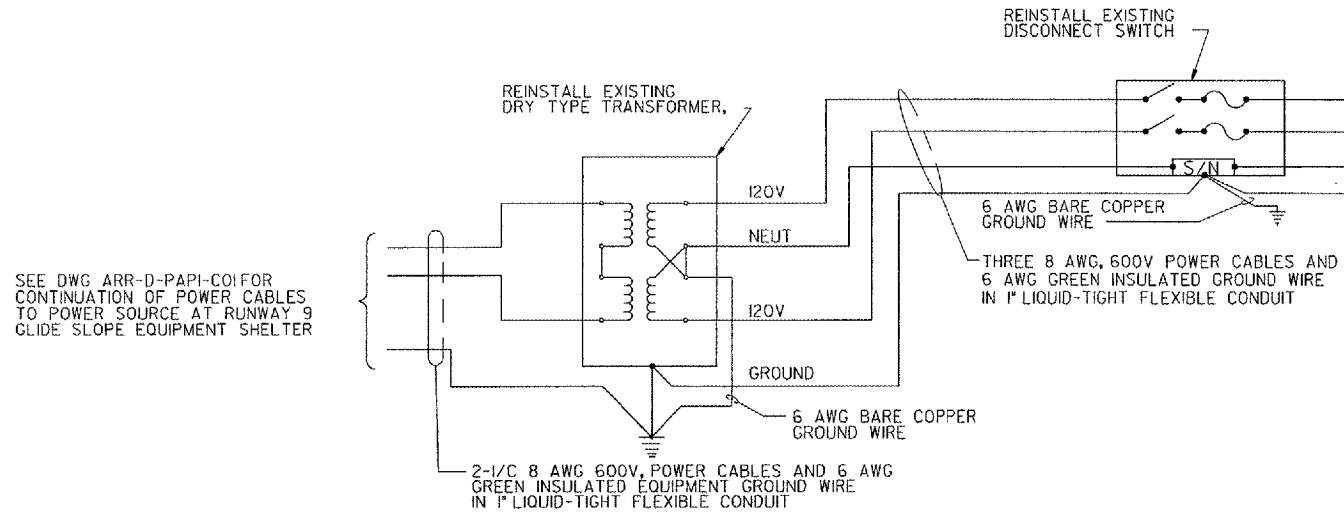 REINSTALL EXISTING
DISCONNECT SWITCH
REINSTALL EXISTING
DRY TYPE TRANSFORMER,
120V
S/N
6 AWG BARE COPPER
GROUND WIRE
NEUT
THREE 8 AWG, 600V POWER CABLES AND
6 AWG GREEN INSULATED GROUND WIRE
IN 1" LIQUID-TIGHT FLEXIBLE CONDUIT
SEE DWG ARR-D-PAPI-C01 FOR
CONTINUATION OF POWER CABLES
TO POWER SOURCE AT RUNWAY 9
GLIDE SLOPE EQUIPMENT SHELTER
120V
GROUND
6 AWG BARE COPPER
GROUND WIRE
2-1/C 8 AWG 600V, POWER CABLES AND 6 AWG
GREEN INSULATED EQUIPMENT GROUND WIRE
IN 1" LIQUID-TIGHT FLEXIBLE CONDUIT